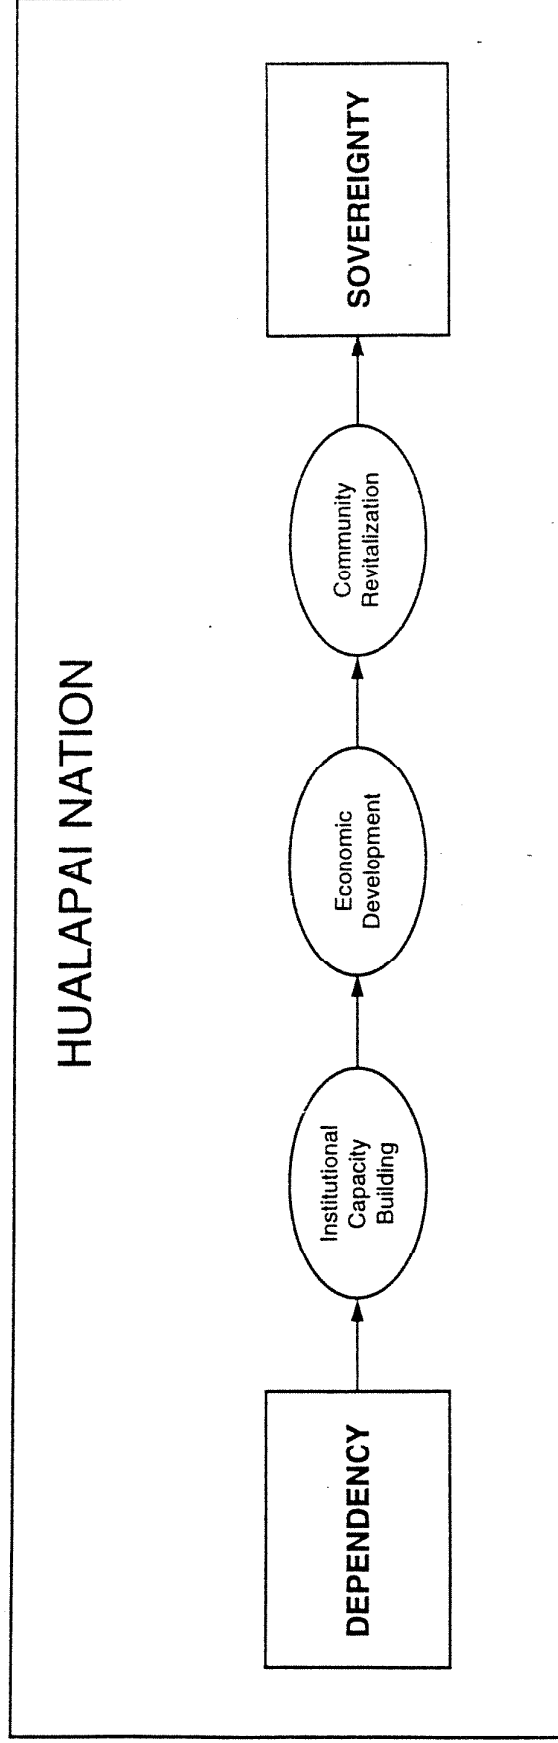 HUALAPAI NATION
DEPENDENCY
Institutional
Capacity
Building
Economic
Development
Community
Revitalization
SOVEREIGNTY